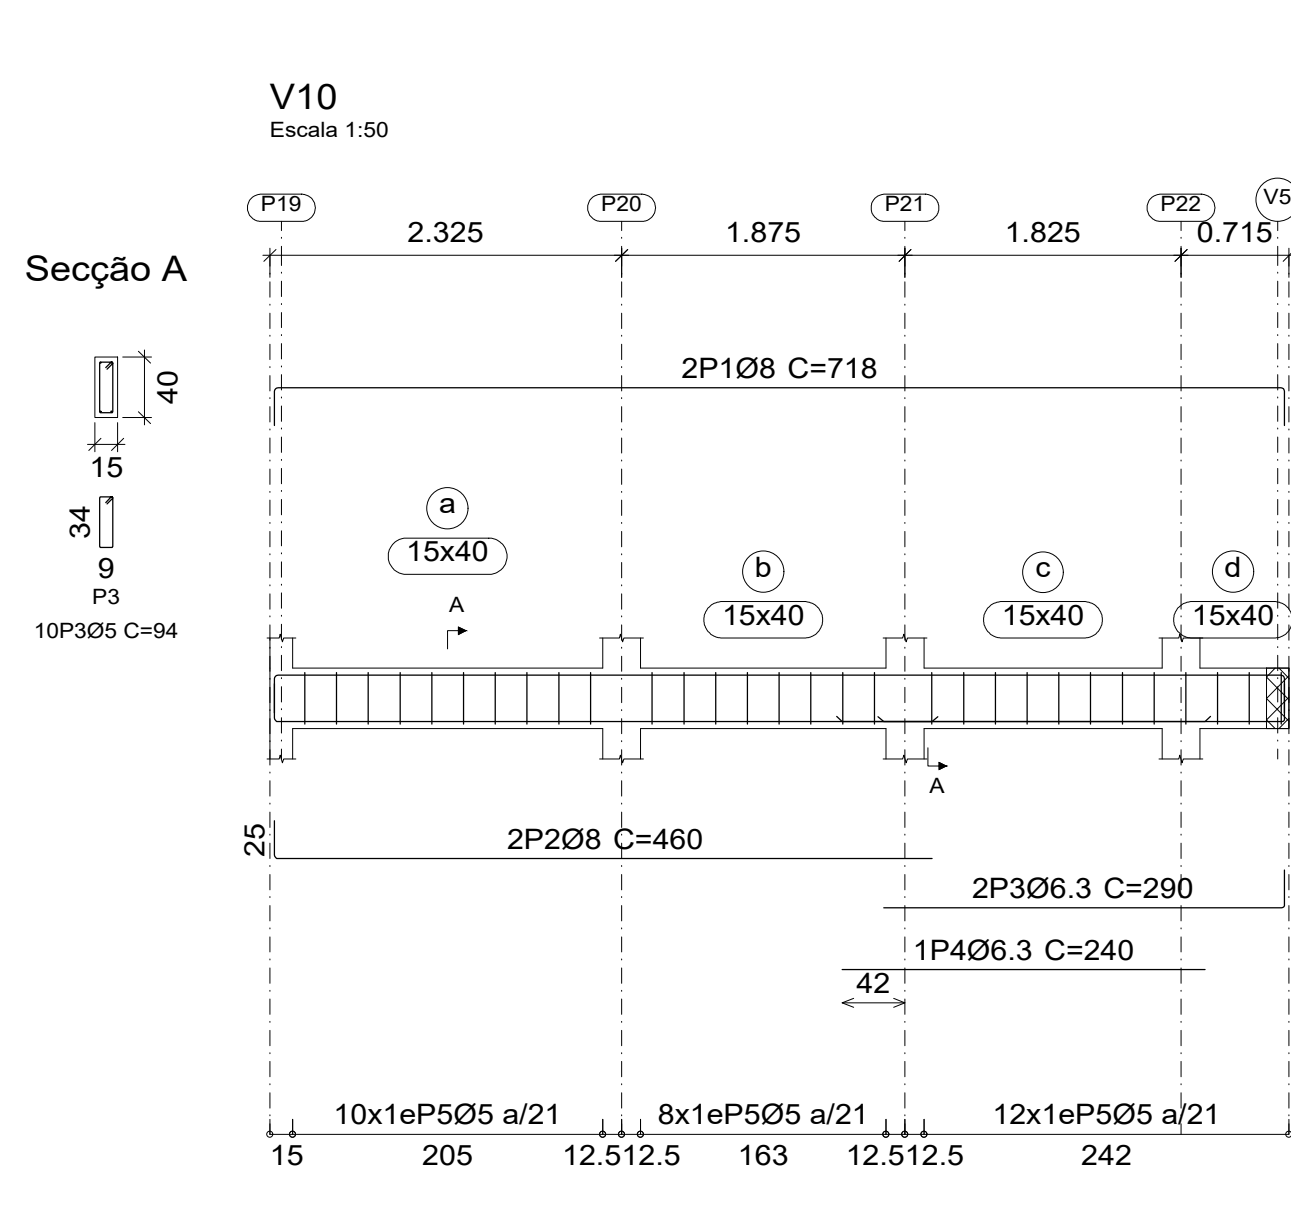 V10
Escala 1:50
P19 P20 P21 P22 V5
2.325 1.875 1.825 0.715
Secção A
2P1Ø8 C=718
40
15
34
9
P3
10P3Ø5 C=94
a
15x40
b
15x40
c
15x40
d
15x40
A
A
25
2P2Ø8 C=460
2P3Ø6.3 C=290
1P4Ø6.3 C=240
42
10x1eP5Ø5 a/21 8x1eP5Ø5 a/21 12x1eP5Ø5 a/21
15 205 12.5 12.5 163 12.5 12.5 242